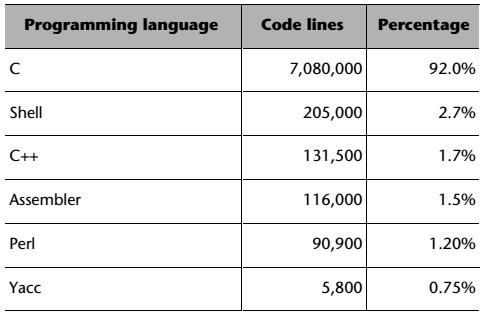 Programming language Code lines Percentage
C 7,080,000 92.0%
Shell 205,000 2.7%
C++ 131,500 1.7%
Assembler 116,000 1.5%
Perl 90,900 1.20%
Yacc 5,800 0.75%